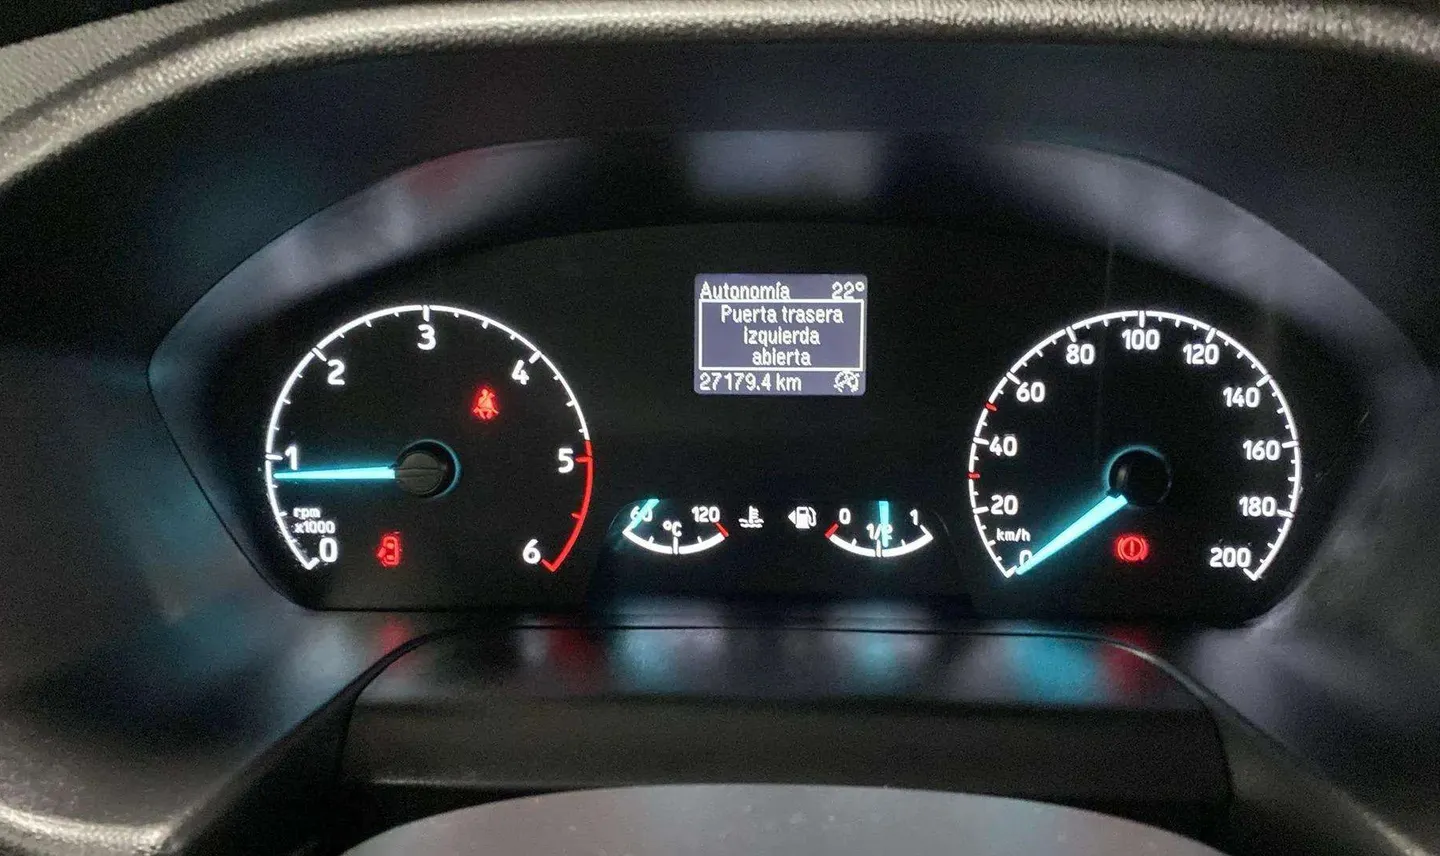 Autonomía 22°
Puerta trasera
Izquierda
abierta
27179.4 km
0
1
2
3
4
5
6
rpm
x1000
60
120
°C
0
1/2
1
0
20
40
60
80
100
120
140
160
180
200
km/h